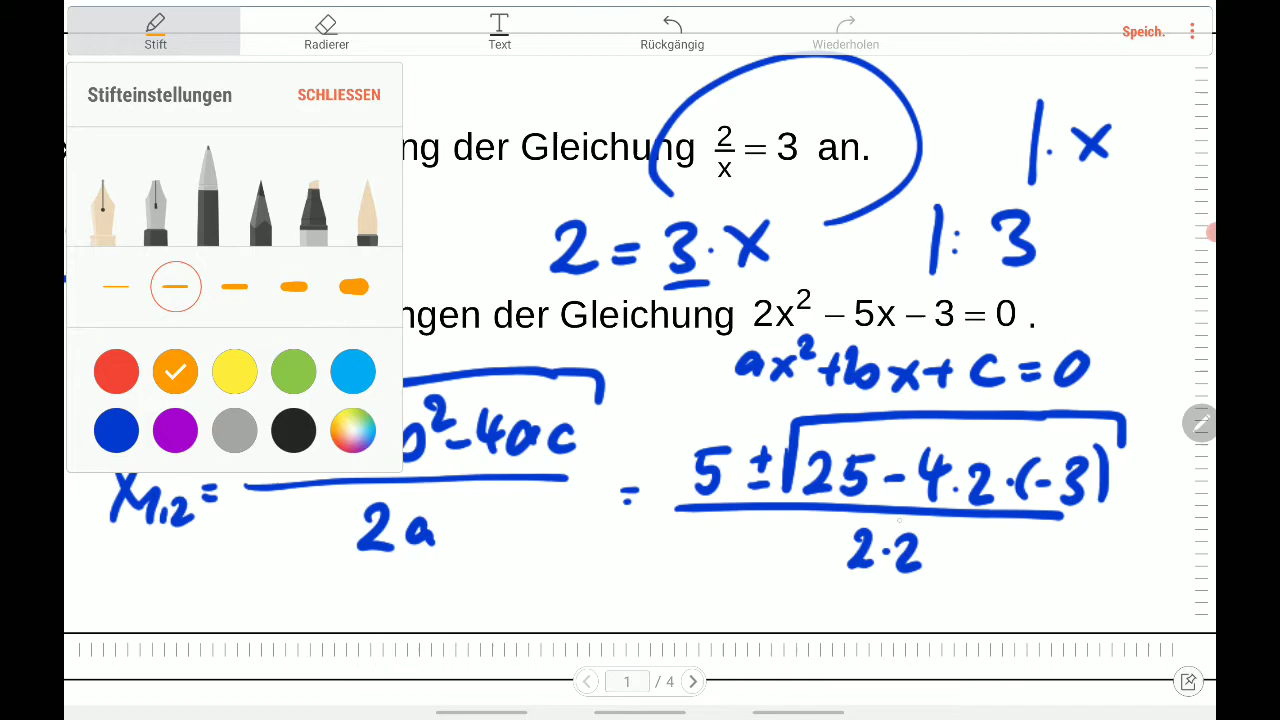 Stift Radierer Text Rückgängig Wiederholen Speich.
Stifteinstellungen SCHLIESSEN
ng der Gleichung 2/x = 3 an. | · x
2 = 3 · x | : 3
ngen der Gleichung 2x² – 5x – 3 = 0 .
ax² + bx + c = 0
x₁,₂ = b² - 4ac / 2a = 5 ± √(25 - 4 · 2 · (-3)) / 2 · 2
1 / 4